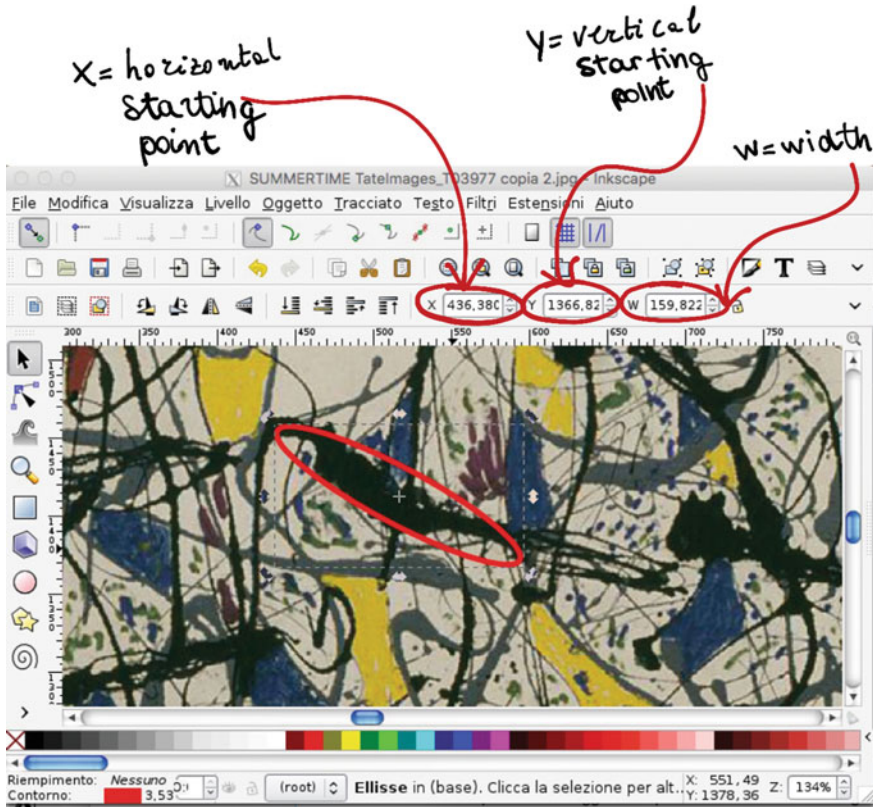 X= horizontal
starting
point
Y= vertical
starting
point
W=width
SUMMERTIME TateImages_T03977 copia 2.jpg - Inkscape
File Modifica Visualizza Livello Oggetto Tracciato Testo Filtri Estensioni Aiuto
X 436,380 Y 1366,82 W 159,822
200 350 400 450 500 550 600 650 700 750
Riempimento: Nessuno
Contorno: 3,53
(root) Ellisse in (base). Clicca la selezione per alt..
X: 551,49
Y: 1378,36
Z: 134%